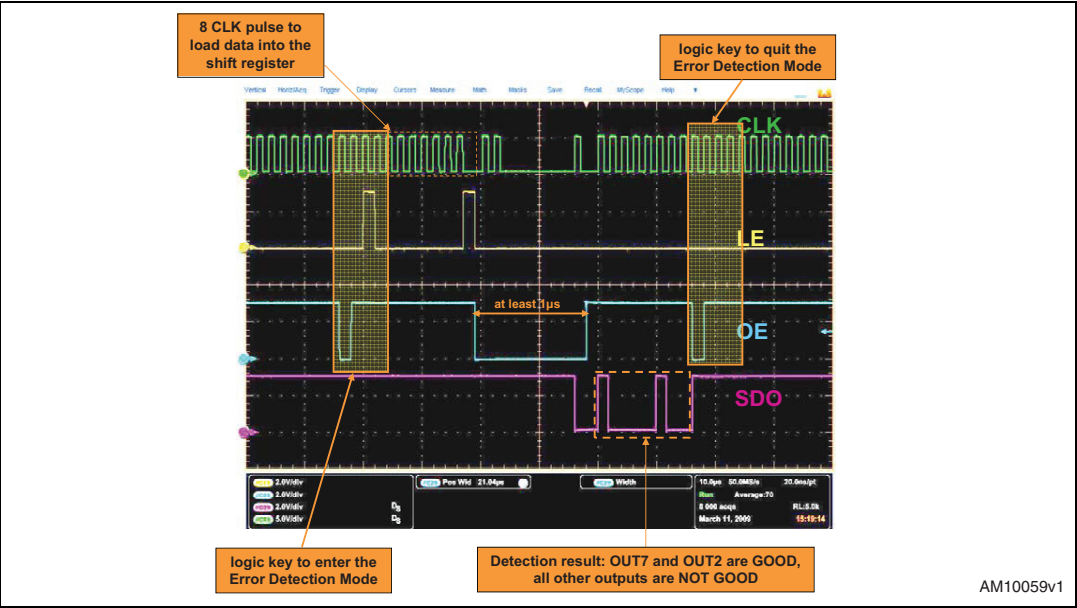 8 CLK pulse to
load data into the
shift register
logic key to quit the
Error Detection Mode
Vertical Horiz/Acq Trigger Display Cursors Measure Math Masks Save Recall MyScope Help
CLK
LE
at least 1µs
OE
SDO
2.0V/div
2.0V/div
2.0V/div
5.0V/div
Pos Wid 21.04µs
Width
10.0µs 50.0MS/s 20.0ns/pt
Run Average:70
8 000 acqs RL:5.0k
March 11, 2009 15:19:14
logic key to enter the
Error Detection Mode
Detection result: OUT7 and OUT2 are GOOD,
all other outputs are NOT GOOD
AM10059v1